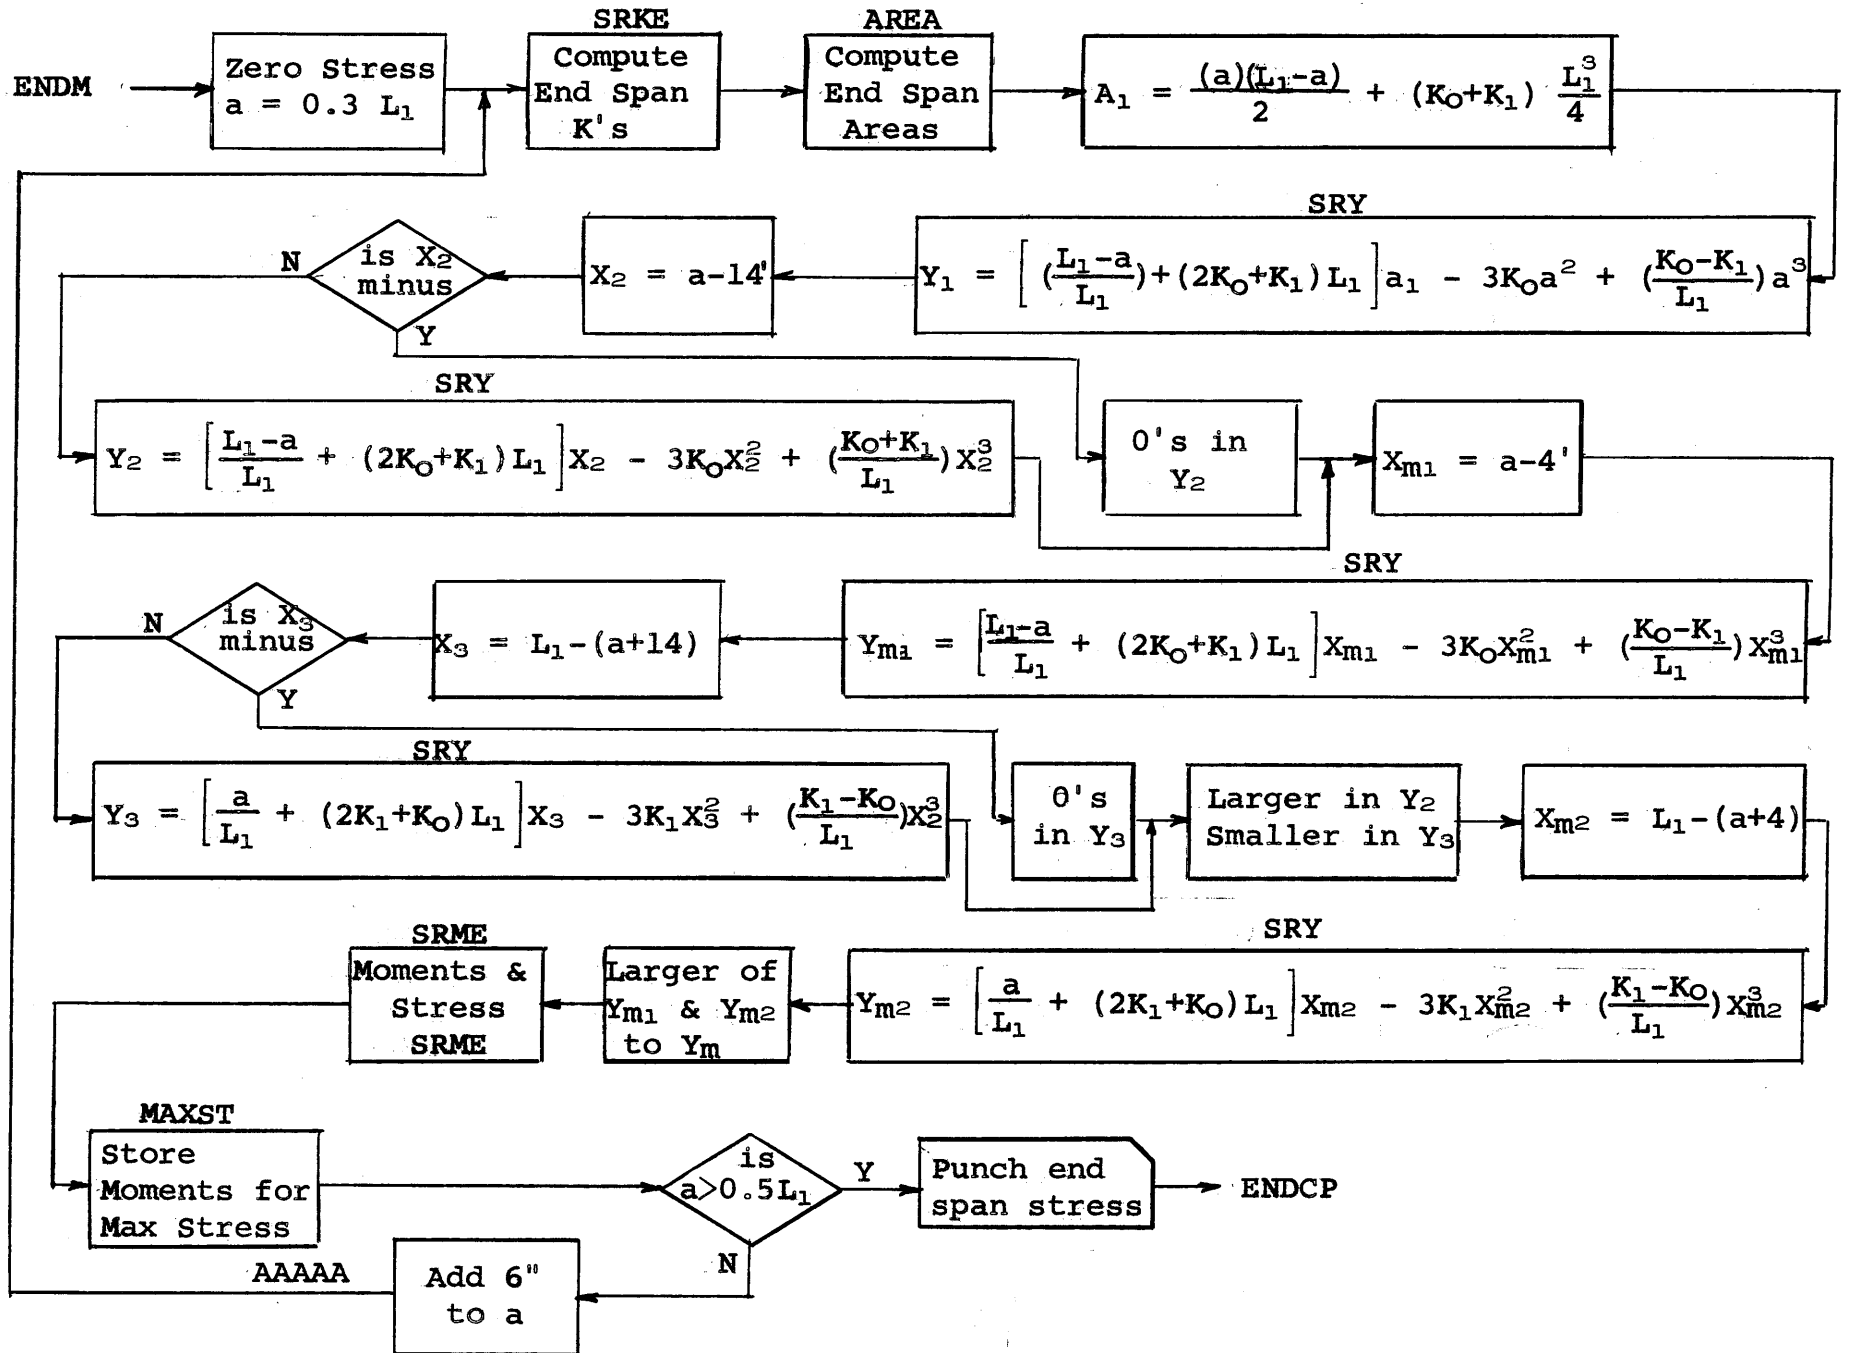 SRKE
AREA
ENDM
Zero Stress
a = 0.3 L₁
Compute
End Span
K's
Compute
End Span
Areas
A₁ = (a)(L₁-a)/2 + (K₀+K₁) L₁³/4
SRY
Y₁ = [(L₁-a/L₁)+(2K₀+K₁)L₁]a₁ - 3K₀a² + (K₀-K₁/L₁)a³
X₂ = a-14'
is X₂
minus
N
Y
SRY
Y₂ = [L₁-a/L₁ + (2K₀+K₁)L₁]X₂ - 3K₀X₂² + (K₀+K₁/L₁)X₂³
0's in
Y₂
Xm₁ = a-4'
SRY
Ym₁ = [L₁-a/L₁ + (2K₀+K₁)L₁]Xm₁ - 3K₀Xm₁² + (K₀-K₁/L₁)Xm₁³
X₃ = L₁-(a+14)
is X₃
minus
N
Y
SRY
Y₃ = [a/L₁ + (2K₁+K₀)L₁]X₃ - 3K₁X₃² + (K₁-K₀/L₁)X₂³
0's
in Y₃
Larger in Y₂
Smaller in Y₃
Xm₂ = L₁-(a+4)
SRY
Ym₂ = [a/L₁ + (2K₁+K₀)L₁]Xm₂ - 3K₁Xm₂² + (K₁-K₀/L₁)Xm₂³
Larger of
Ym₁ & Ym₂
to Ym
SRME
Moments &
Stress
SRME
MAXST
Store
Moments for
Max Stress
is
a>0.5L₁
Y
N
Punch end
span stress
ENDCP
Add 6"
to a
AAAAA